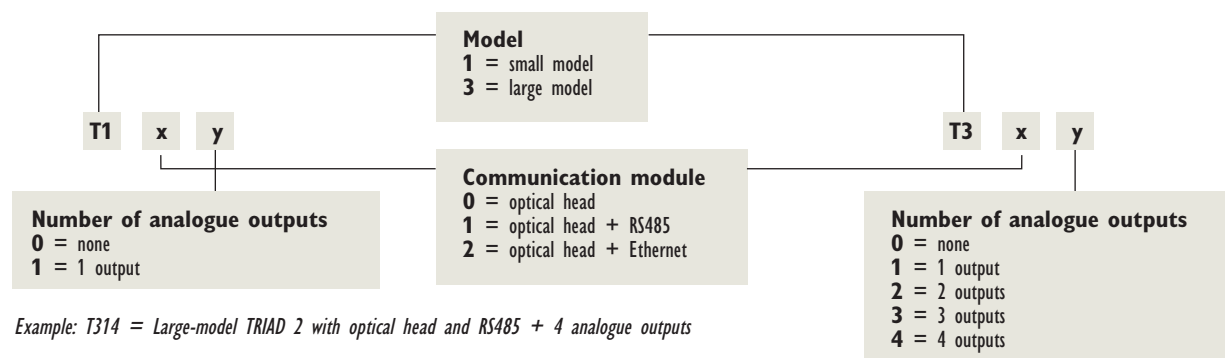 Model
1 = small model
3 = large model
T1 x y
T3 x y
Communication module
0 = optical head
1 = optical head + RS485
2 = optical head + Ethernet
Number of analogue outputs
0 = none
1 = 1 output
Number of analogue outputs
0 = none
1 = 1 output
2 = 2 outputs
3 = 3 outputs
4 = 4 outputs
Example: T314 = Large-model TRIAD 2 with optical head and RS485 + 4 analogue outputs